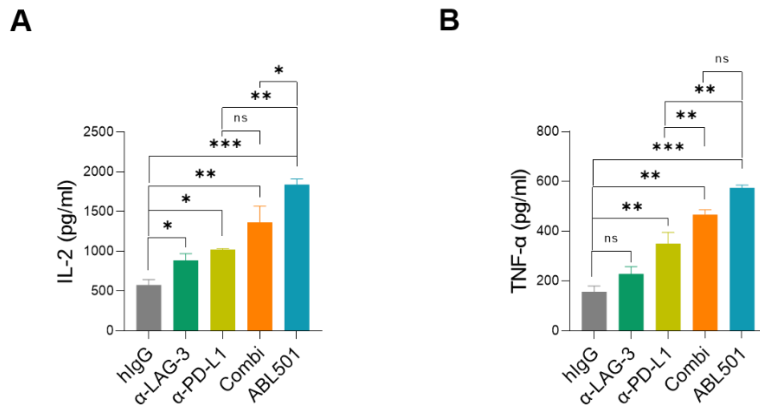 A
*
**
ns
***
**
*
*
2500
2000
1500
1000
500
0
IL-2 (pg/ml)
hIgG
α-LAG-3
α-PD-L1
Combi
ABL501
B
ns
**
**
***
**
**
ns
800
600
400
200
0
TNF-α (pg/ml)
hIgG
α-LAG-3
α-PD-L1
Combi
ABL501